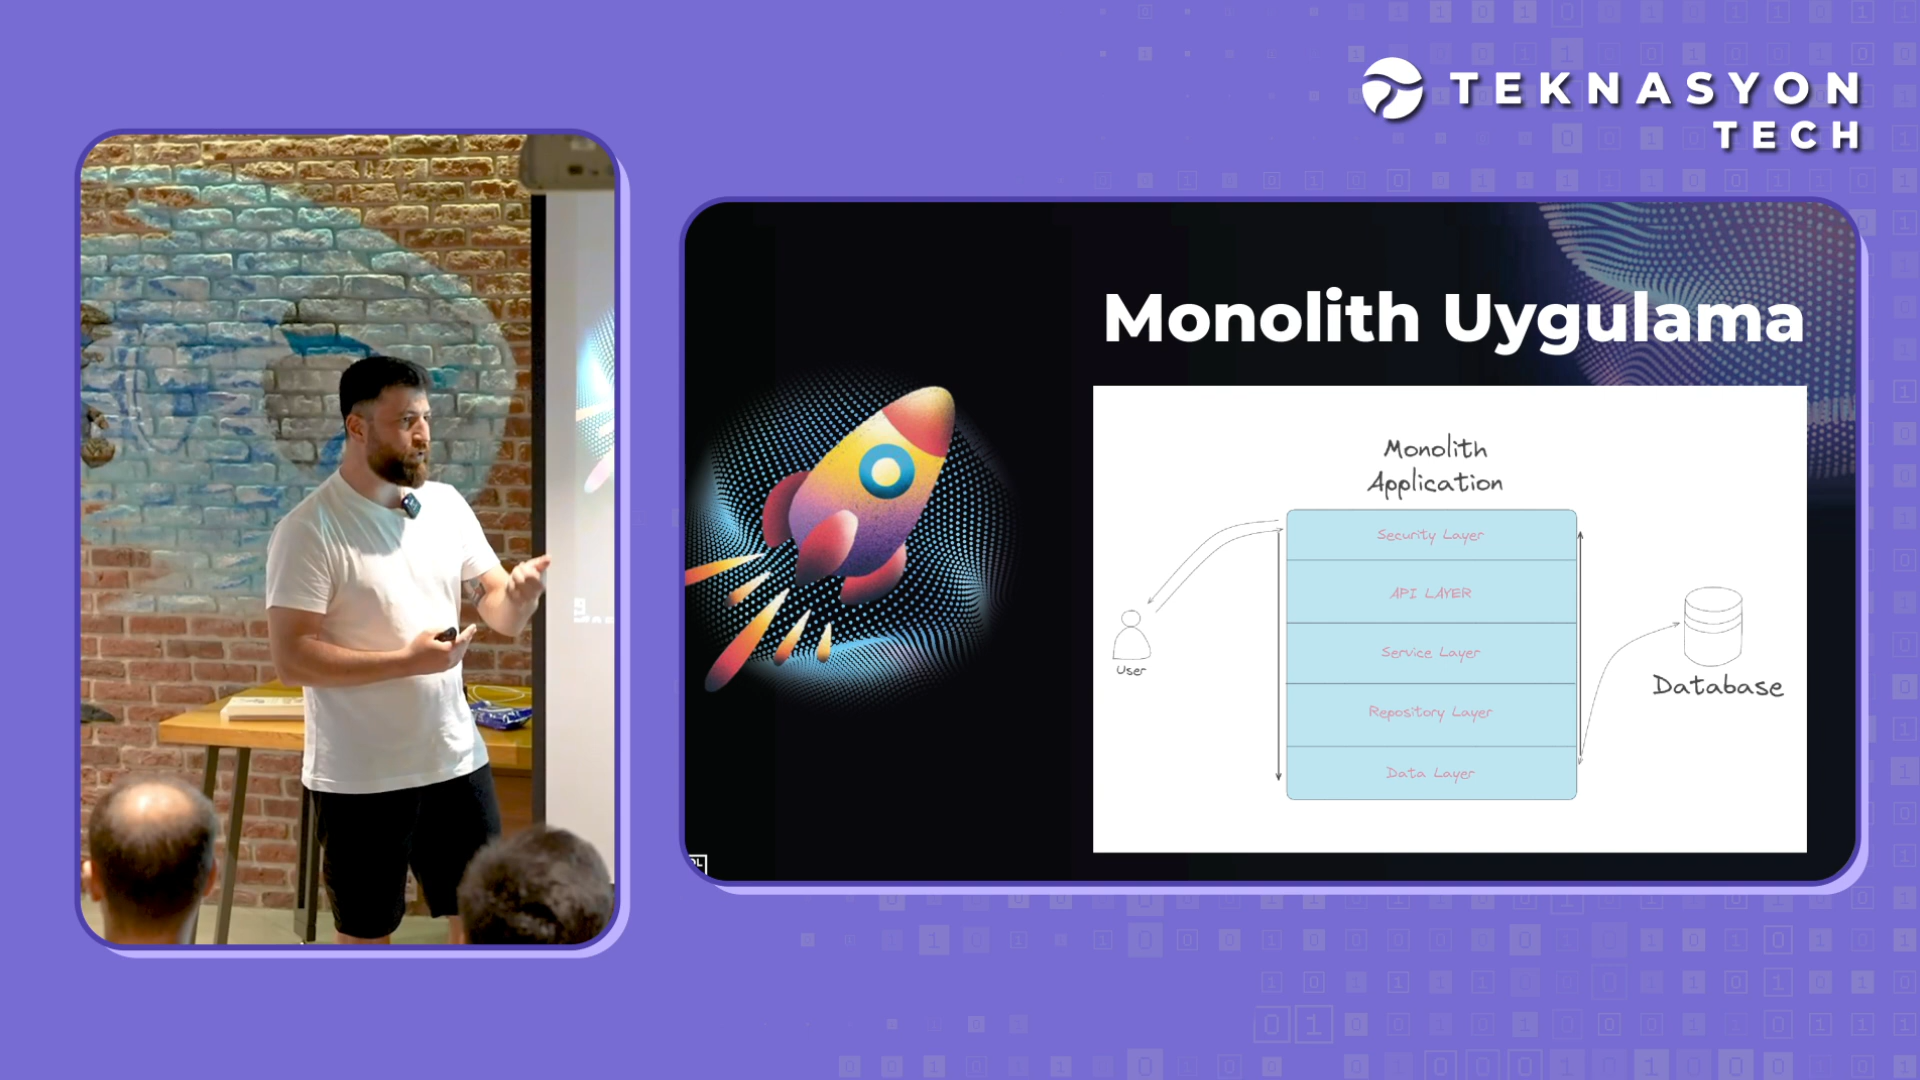 TEKNASYON
TECH
Monolith Uygulama
Monolith
Application
Security Layer
API LAYER
Service Layer
Repository Layer
Data Layer
User
Database